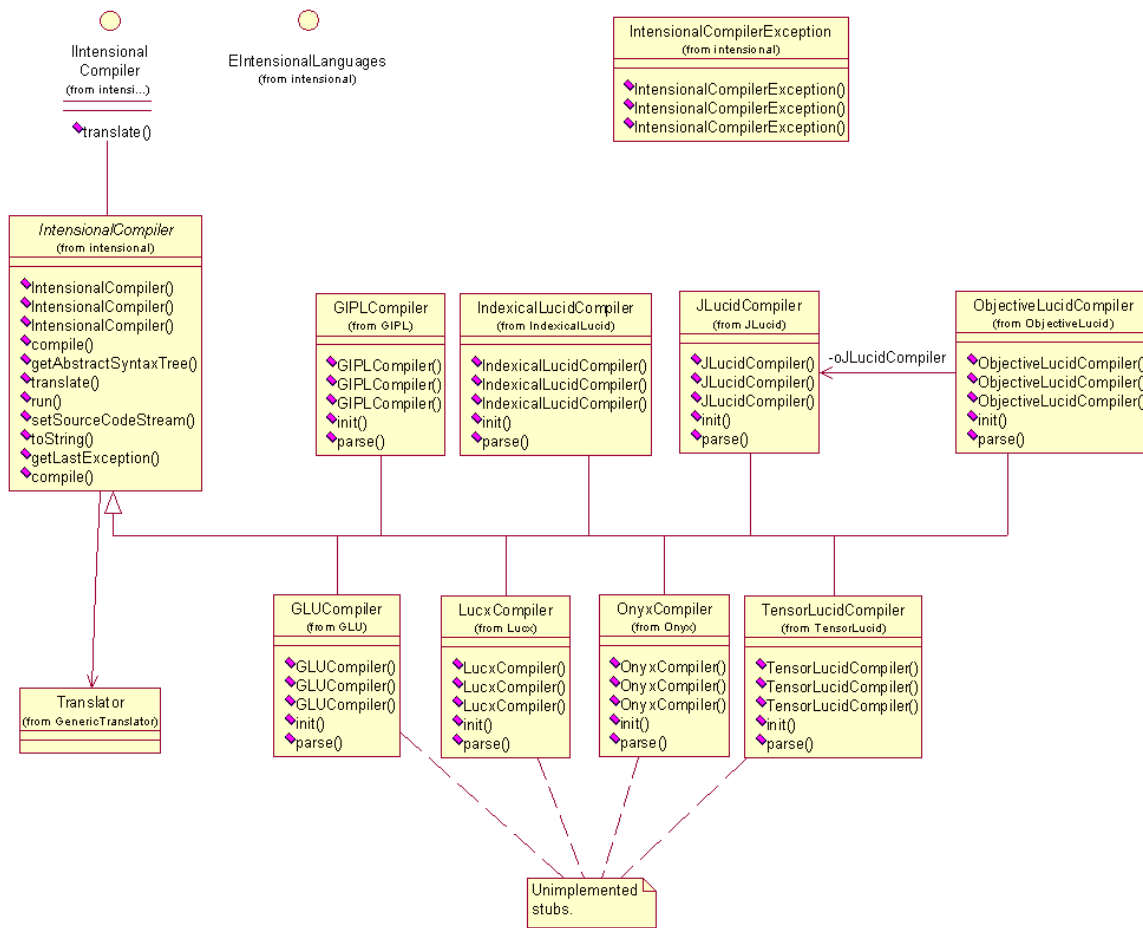 IIntensional
Compiler
(from intensi...)
translate()
EIntensionalLanguages
(from intensional)
IntensionalCompilerException
(from intensional)
IntensionalCompilerException()
IntensionalCompilerException()
IntensionalCompilerException()
IntensionalCompiler
(from intensional)
IntensionalCompiler()
IntensionalCompiler()
IntensionalCompiler()
compile()
getAbstractSyntaxTree()
translate()
run()
setSourceCodeStream()
toString()
getLastException()
compile()
GIPLCompiler
(from GIPL)
GIPLCompiler()
GIPLCompiler()
GIPLCompiler()
init()
parse()
IndexicalLucidCompiler
(from IndexicalLucid)
IndexicalLucidCompiler()
IndexicalLucidCompiler()
IndexicalLucidCompiler()
init()
parse()
JLucidCompiler
(from JLucid)
JLucidCompiler()
JLucidCompiler()
JLucidCompiler()
init()
parse()
-oJLucidCompiler
ObjectiveLucidCompiler
(from ObjectiveLucid)
ObjectiveLucidCompiler()
ObjectiveLucidCompiler()
ObjectiveLucidCompiler()
init()
parse()
Translator
(from GenericTranslator)
GLUCompiler
(from GLU)
GLUCompiler()
GLUCompiler()
GLUCompiler()
init()
parse()
LucxCompiler
(from Lucx)
LucxCompiler()
LucxCompiler()
LucxCompiler()
init()
parse()
OnyxCompiler
(from Onyx)
OnyxCompiler()
OnyxCompiler()
OnyxCompiler()
init()
parse()
TensorLucidCompiler
(from TensorLucid)
TensorLucidCompiler()
TensorLucidCompiler()
TensorLucidCompiler()
init()
parse()
Unimplemented
stubs.